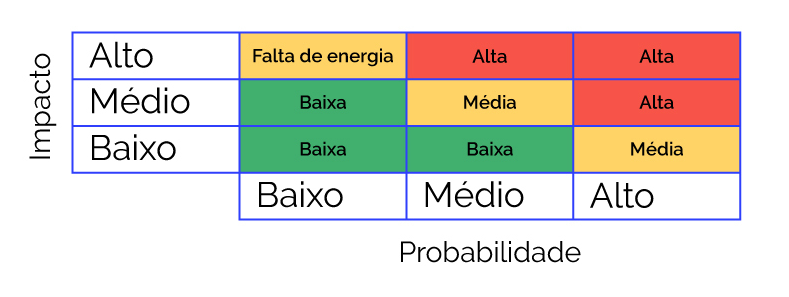 Impacto
Alto Falta de energia Alta Alta
Médio Baixa Média Alta
Baixo Baixa Baixa Média
Baixo Médio Alto
Probabilidade